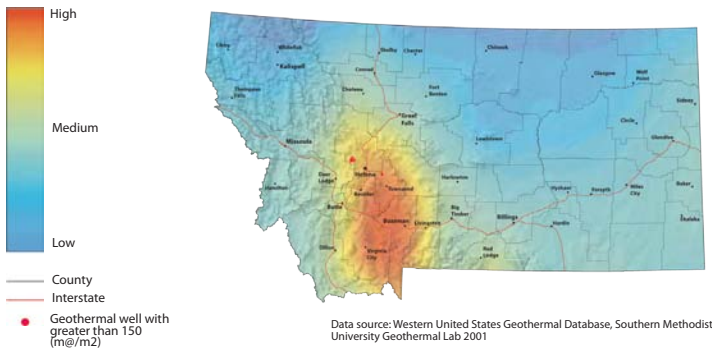 High
Medium
Low
County
Interstate
Geothermal well with
greater than 150
(m@/m2)
Libby
Whitefish
Kalispell
Thompson
Falls
Missoula
Hamilton
Deer
Lodge
Butte
Dillon
Shelby
Chester
Conrad
Choteau
Fort
Benton
Great
Falls
Helena
Boulder
Townsend
Bozeman
Virginia
City
Livingston
Big
Timber
Harlowton
Lewistown
Chinook
Red
Lodge
Billings
Hardin
Hysham
Forsyth
Miles
City
Glasgow
Wolf
Point
Sidney
Circle
Glendive
Baker
Ekalaka
Data source: Western United States Geothermal Database, Southern Methodist
University Geothermal Lab 2001